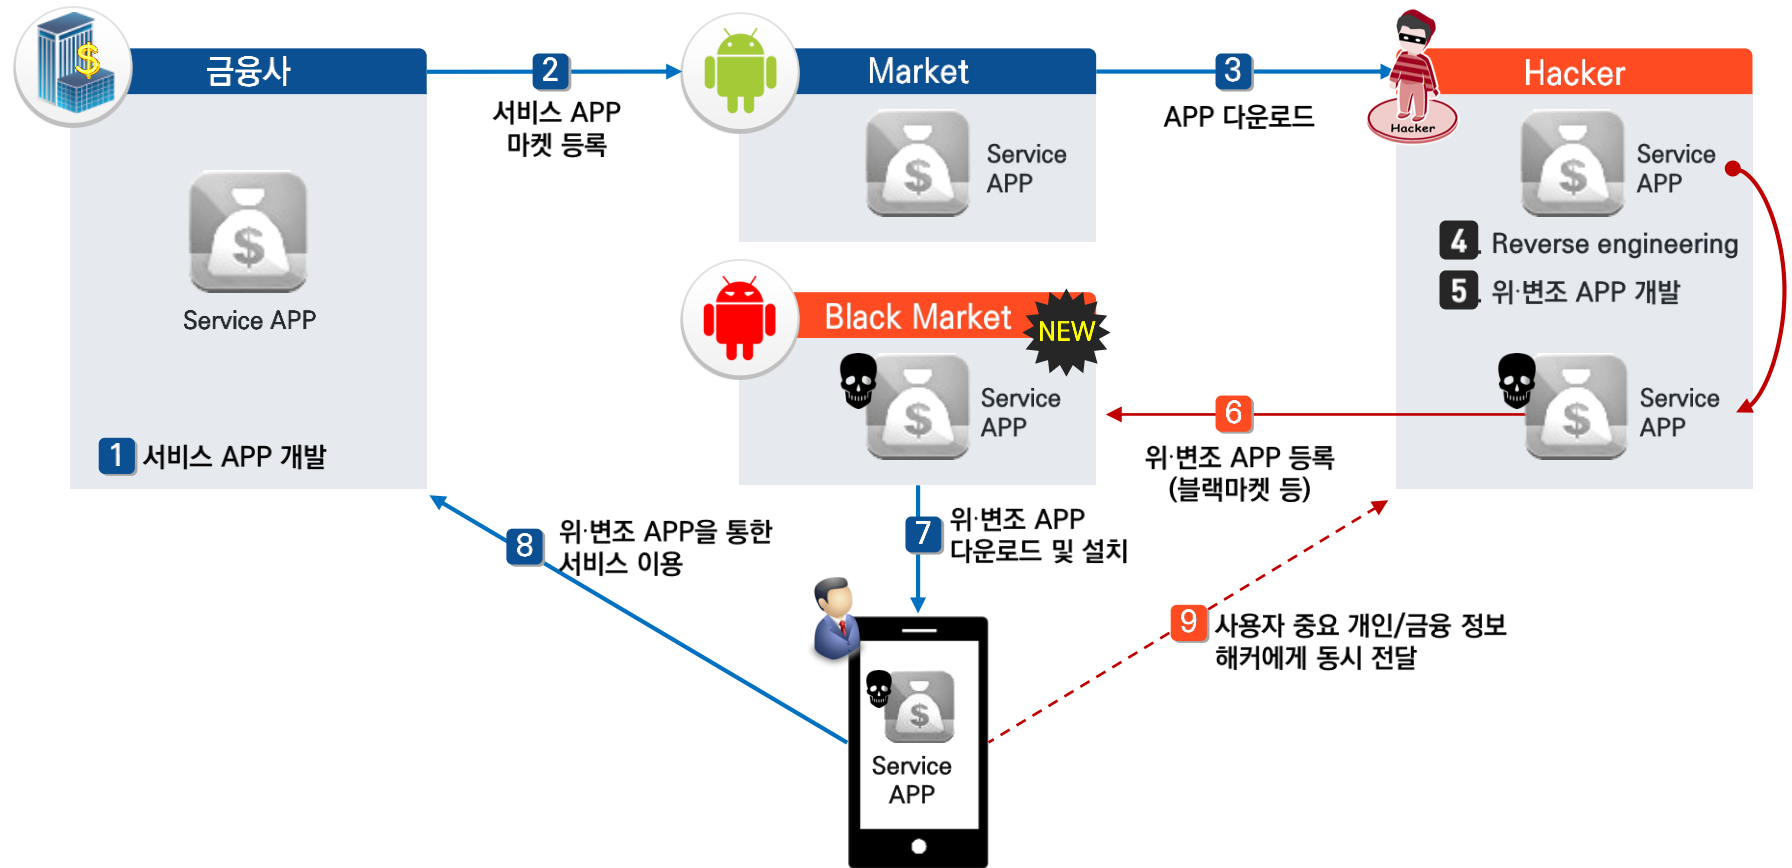 금융사
Service APP
1 서비스 APP 개발
2
서비스 APP
마켓 등록
Market
Service
APP
3
APP 다운로드
Hacker
Hacker
Service
APP
4. Reverse engineering
5. 위·변조 APP 개발
Service
APP
6
위·변조 APP 등록
(블랙마켓 등)
Black Market
NEW
Service
APP
7
위·변조 APP
다운로드 및 설치
8
위·변조 APP을 통한
서비스 이용
Service
APP
9
사용자 중요 개인/금융 정보
해커에게 동시 전달